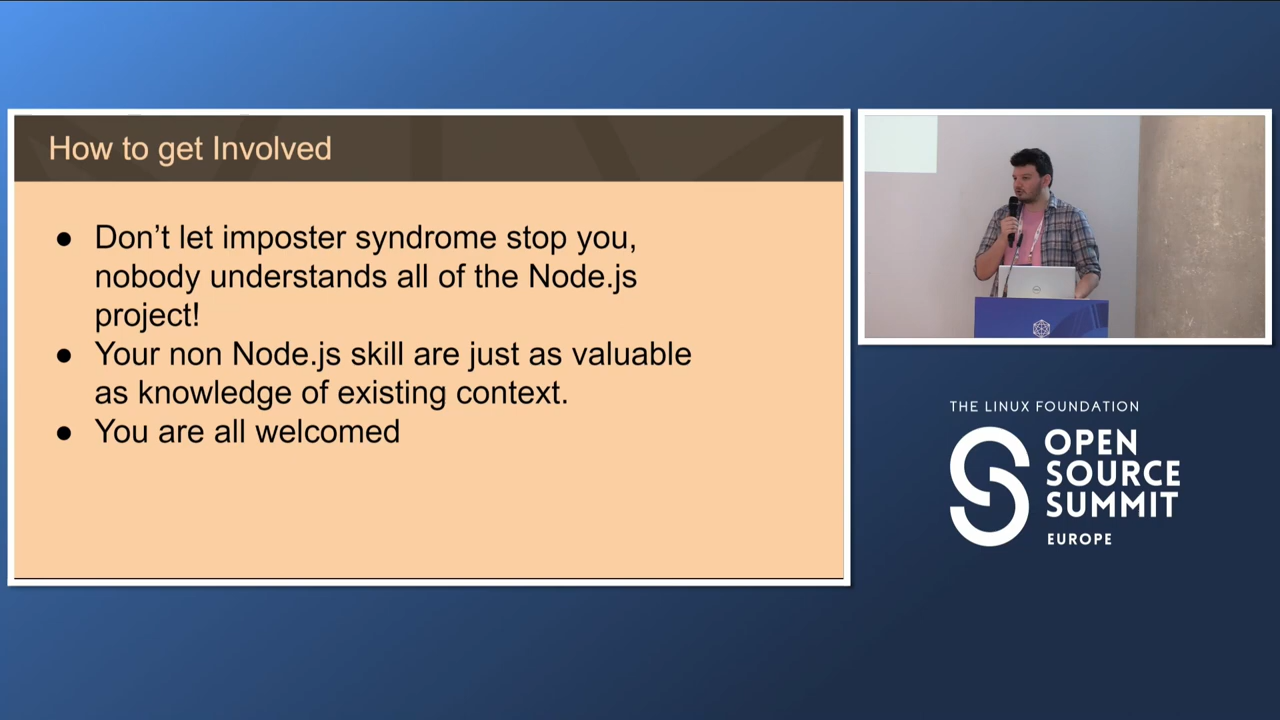 How to get Involved
● Don’t let imposter syndrome stop you,
nobody understands all of the Node.js
project!
● Your non Node.js skill are just as valuable
as knowledge of existing context.
● You are all welcomed
THE LINUX FOUNDATION
OPEN
SOURCE
SUMMIT
EUROPE